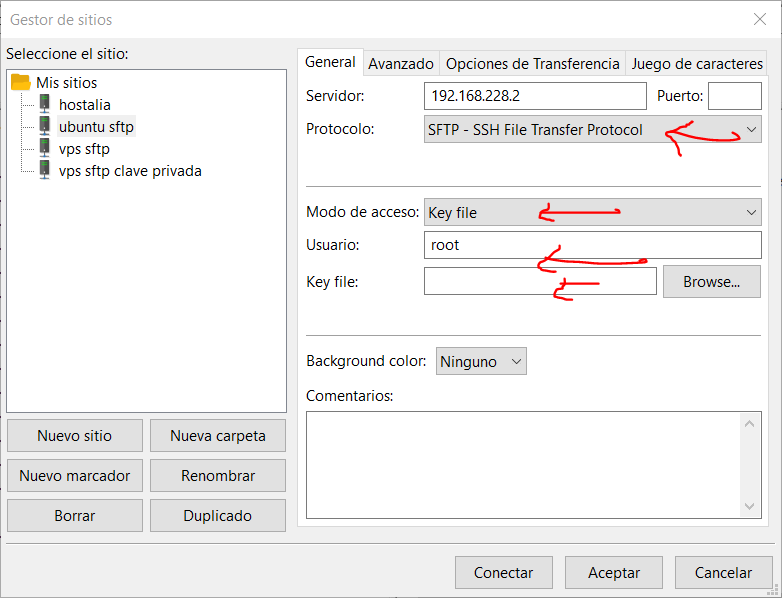 Gestor de sitios
Seleccione el sitio:
Mis sitios
hostalia
ubuntu sftp
vps sftp
vps sftp clave privada
Nuevo sitio
Nueva carpeta
Nuevo marcador
Renombrar
Borrar
Duplicado
General
Avanzado
Opciones de Transferencia
Juego de caracteres
Servidor:
192.168.228.2
Puerto:
Protocolo:
SFTP - SSH File Transfer Protocol
Modo de acceso:
Key file
Usuario:
root
Key file:
Browse...
Background color:
Ninguno
Comentarios:
Conectar
Aceptar
Cancelar